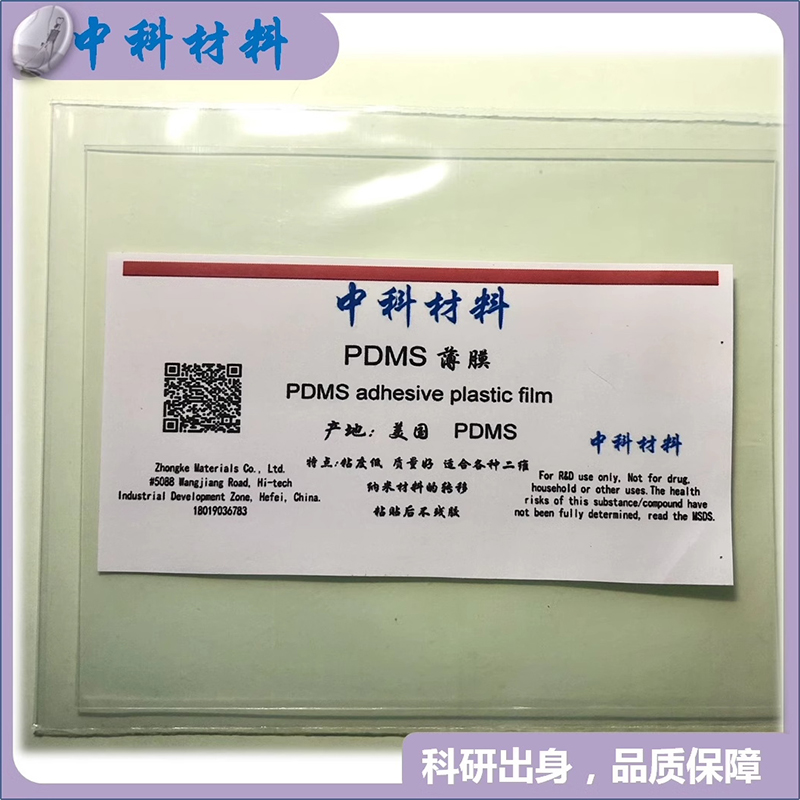 中科材料
中科材料
PDMS 薄膜
PDMS adhesive plastic film
产地：美国 PDMS
特点：粘度低 质量好 适合各种二维
纳米材料的转移
粘贴后不残胶
Zhongke Materials Co., Ltd.
#5088 Wangjiang Road, Hi-tech
Industrial Development Zone, Hefei, China.
18019036783
中科材料
For R&D use only, Not for drug,
household or other uses.The health
risks of this substance/compound have
not been fully determined, read the MSDS.
科研出身，品质保障